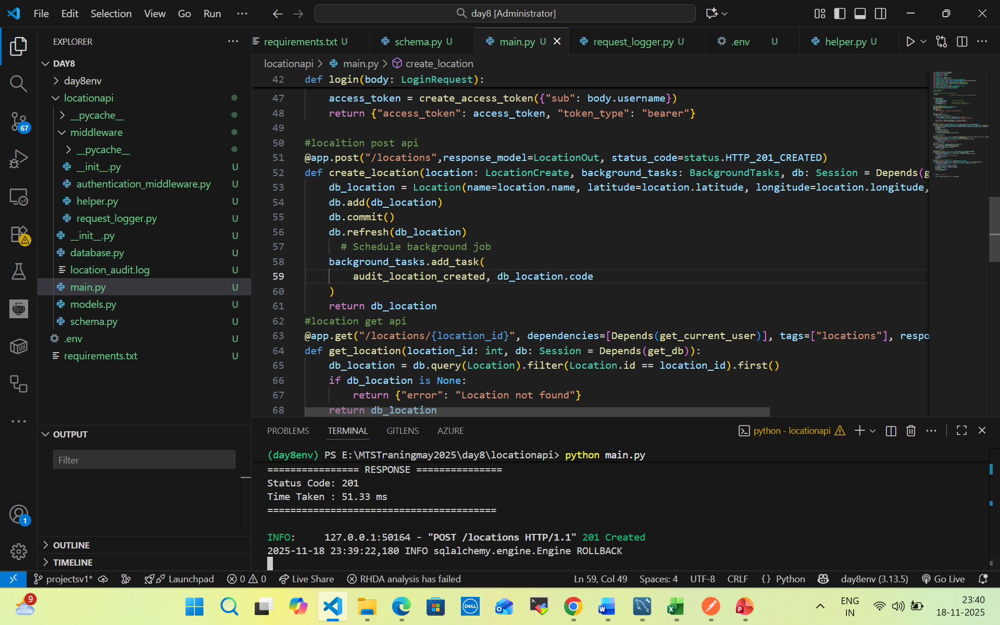 File Edit Selection View Go Run ··· day8 [Administrator]
EXPLORER
requirements.txt U schema.py U main.py U request_logger.py U .env U helper.py U
DAY8
day8env
locationapi
__pycache__
middleware
__pycache__
__init__.py U
authentication_middleware.py U
helper.py U
request_logger.py U
__init__.py U
database.py U
location_audit.log U
main.py U
models.py U
schema.py U
.env U
requirements.txt U
67
OUTPUT
Filter
OUTLINE
TIMELINE
1
locationapi > main.py > create_location
42 def login(body: LoginRequest):
47 access_token = create_access_token({"sub": body.username})
48 return {"access_token": access_token, "token_type": "bearer"}
49
50 #localtion post api
51 @app.post("/locations",response_model=LocationOut, status_code=status.HTTP_201_CREATED)
52 def create_location(location: LocationCreate, background_tasks: BackgroundTasks, db: Session = Depends(g
53 db_location = Location(name=location.name, latitude=location.latitude, longitude=location.longitude,
54 db.add(db_location)
55 db.commit()
56 db.refresh(db_location)
57 # Schedule background job
58 background_tasks.add_task(
59 audit_location_created, db_location.code
60 )
61 return db_location
62 #location get api
63 @app.get("/locations/{location_id}", dependencies=[Depends(get_current_user)], tags=["locations"], respo
64 def get_location(location_id: int, db: Session = Depends(get_db)):
65 db_location = db.query(Location).filter(Location.id == location_id).first()
66 if db_location is None:
67 return {"error": "Location not found"}
68 return db_location
PROBLEMS TERMINAL GITLENS AZURE
python - locationapi
(day8env) PS E:\MTSTraningmay2025\day8\locationapi> python main.py
================ RESPONSE ===============
Status Code: 201
Time Taken : 51.33 ms
========================================
INFO: 127.0.0.1:50164 - "POST /locations HTTP/1.1" 201 Created
2025-11-18 23:39:22,180 INFO sqlalchemy.engine.Engine ROLLBACK
projectsv1* Launchpad 0 0 Live Share RHDA analysis has failed Ln 59, Col 49 Spaces: 4 UTF-8 CRLF {} Python day8env (3.13.5) Go Live
9
DELL
ENG
IN
23:40
18-11-2025